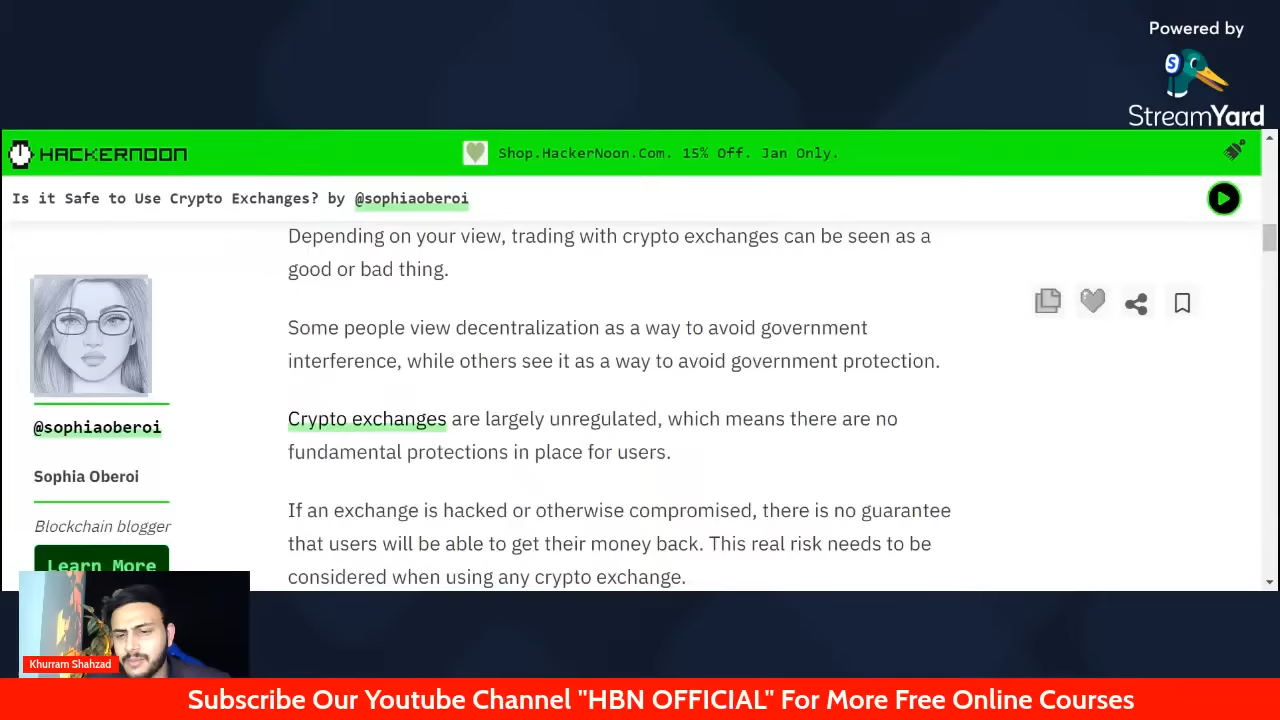 Powered by
S
StreamYard
HACKERNOON
Shop.HackerNoon.Com. 15% Off. Jan Only.
Is it Safe to Use Crypto Exchanges? by @sophiaoberoi
Depending on your view, trading with crypto exchanges can be seen as a
good or bad thing.
Some people view decentralization as a way to avoid government
interference, while others see it as a way to avoid government protection.
@sophiaoberoi
Crypto exchanges are largely unregulated, which means there are no
fundamental protections in place for users.
Sophia Oberoi
If an exchange is hacked or otherwise compromised, there is no guarantee
Blockchain blogger
that users will be able to get their money back. This real risk needs to be
Learn More
considered when using any crypto exchange.
Khurram Shahzad
Subscribe Our Youtube Channel "HBN OFFICIAL" For More Free Online Courses